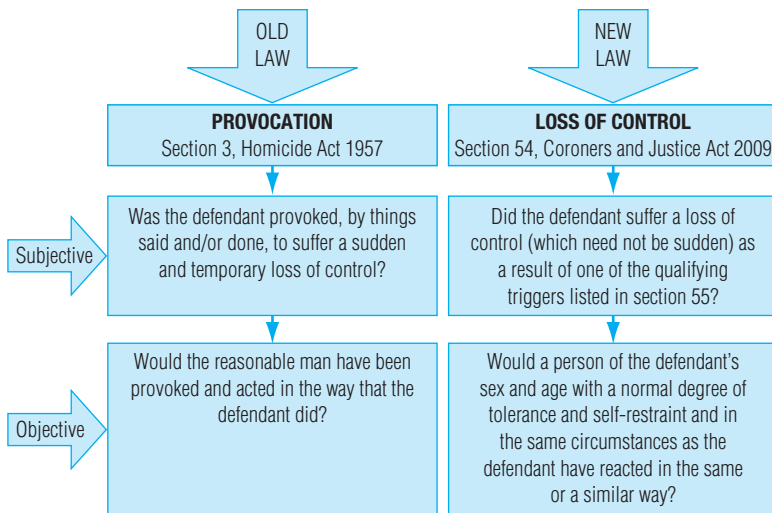 OLD
LAW
NEW
LAW
PROVOCATION
Section 3, Homicide Act 1957
LOSS OF CONTROL
Section 54, Coroners and Justice Act 2009
Subjective
Was the defendant provoked, by things
said and/or done, to suffer a sudden
and temporary loss of control?
Did the defendant suffer a loss of
control (which need not be sudden) as
a result of one of the qualifying
triggers listed in section 55?
Objective
Would the reasonable man have been
provoked and acted in the way that the
defendant did?
Would a person of the defendant's
sex and age with a normal degree of
tolerance and self-restraint and in
the same circumstances as the
defendant have reacted in the same
or a similar way?